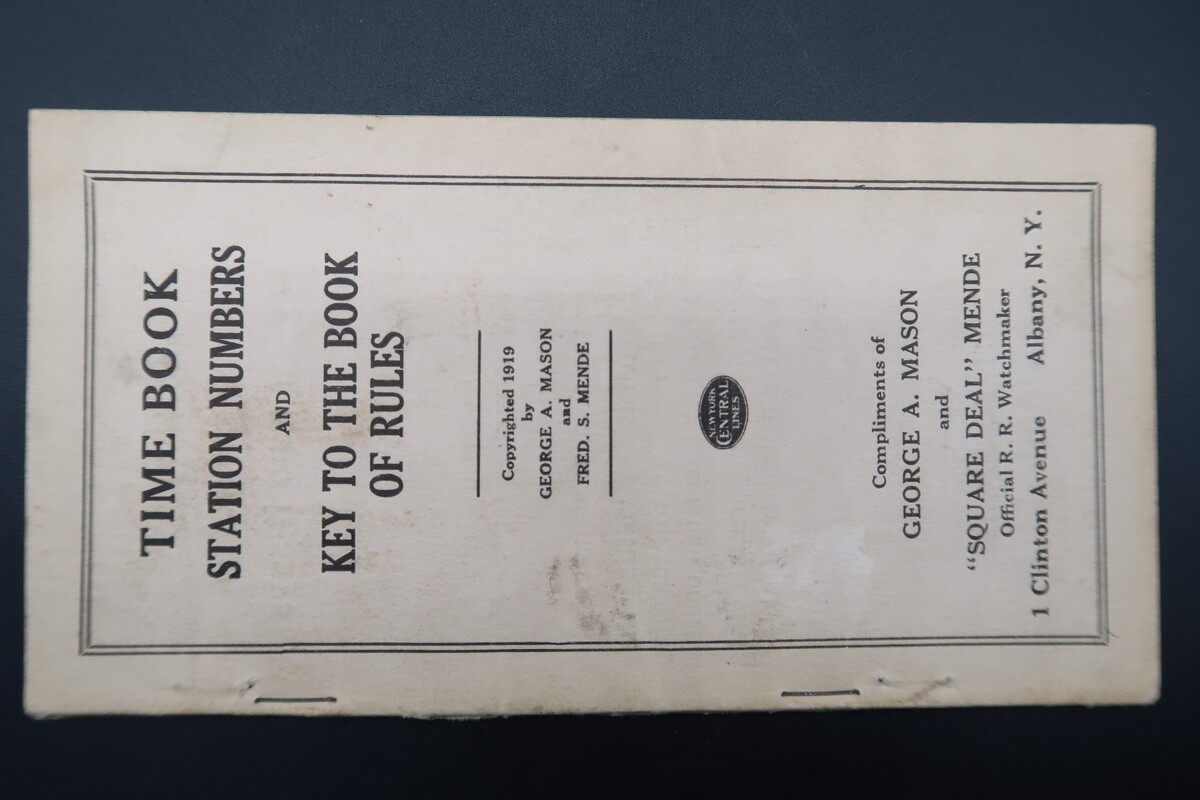 TIME BOOK
STATION NUMBERS
AND
KEY TO THE BOOK
OF RULES
Copyrighted 1919
by
GEORGE A. MASON
and
FRED. S. MENDE
NEW YORK
CENTRAL
LINES
Compliments of
GEORGE A. MASON
and
"SQUARE DEAL" MENDE
Official R. R. Watchmaker
1 Clinton Avenue Albany, N. Y.